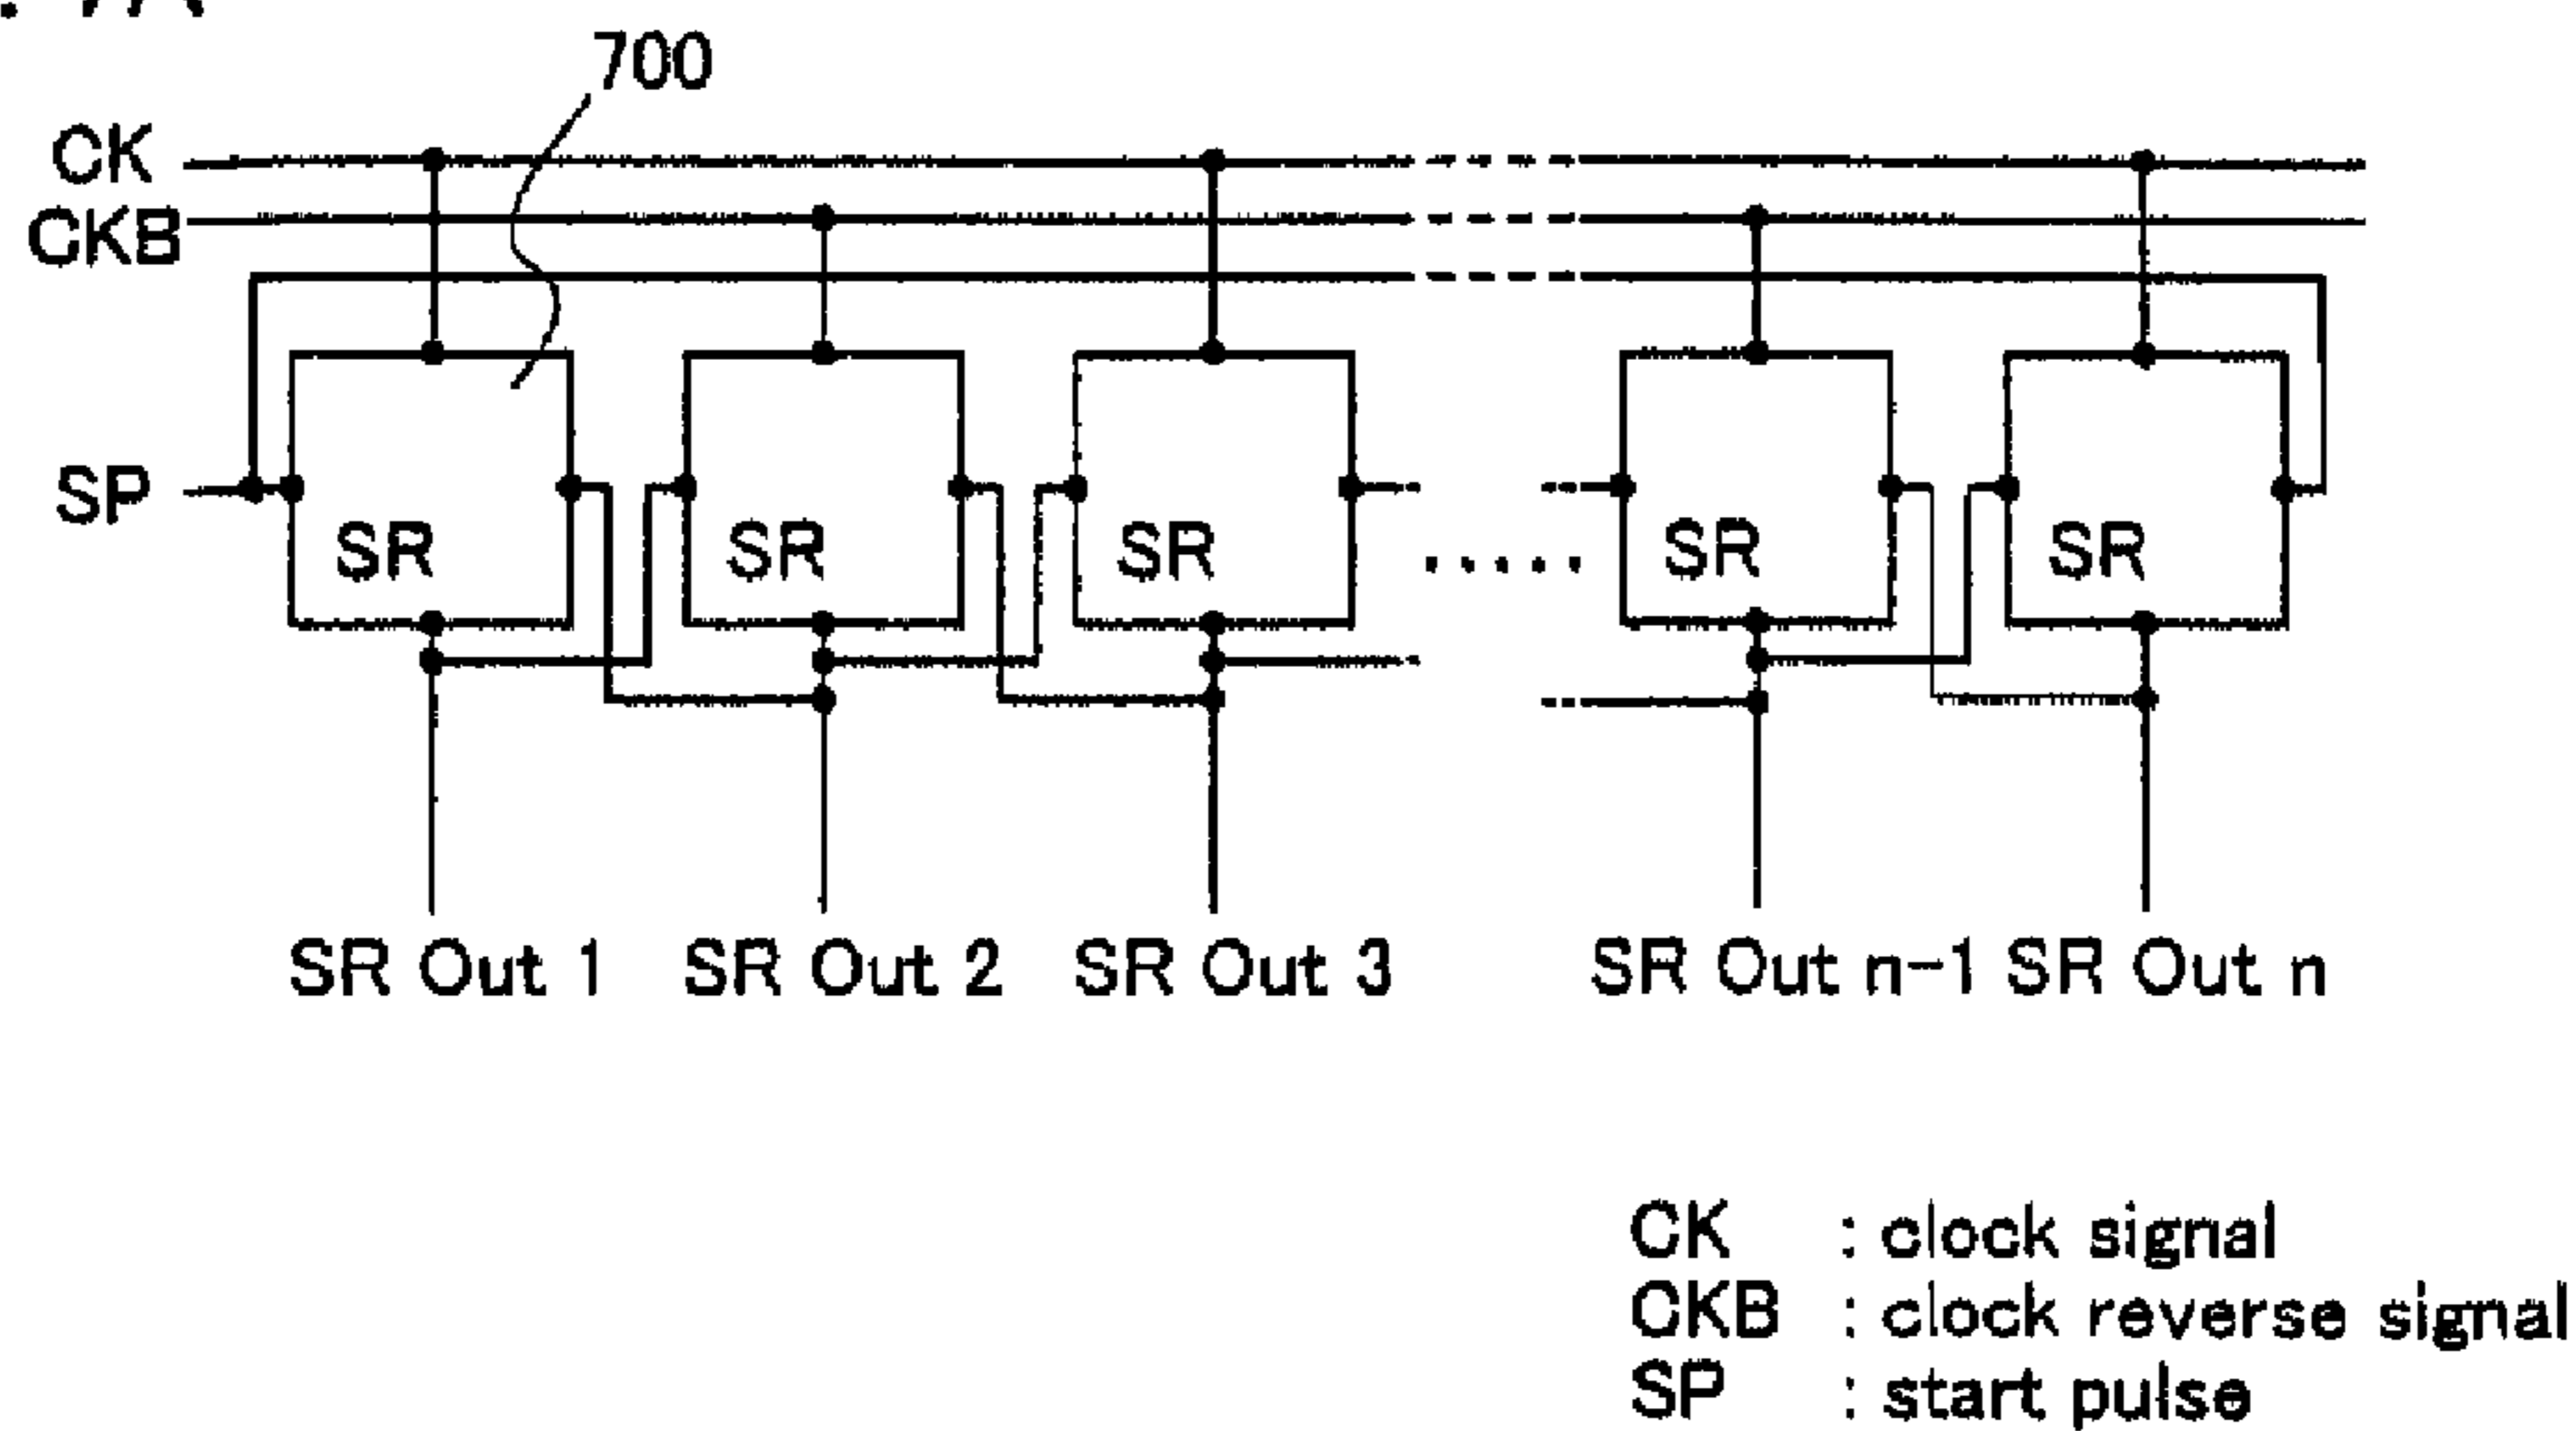 700
CK
CKB
SP
SR SR SR ..... SR SR
SR Out 1 SR Out 2 SR Out 3 SR Out n-1 SR Out n
CK : clock signal
CKB : clock reverse signal
SP : start pulse